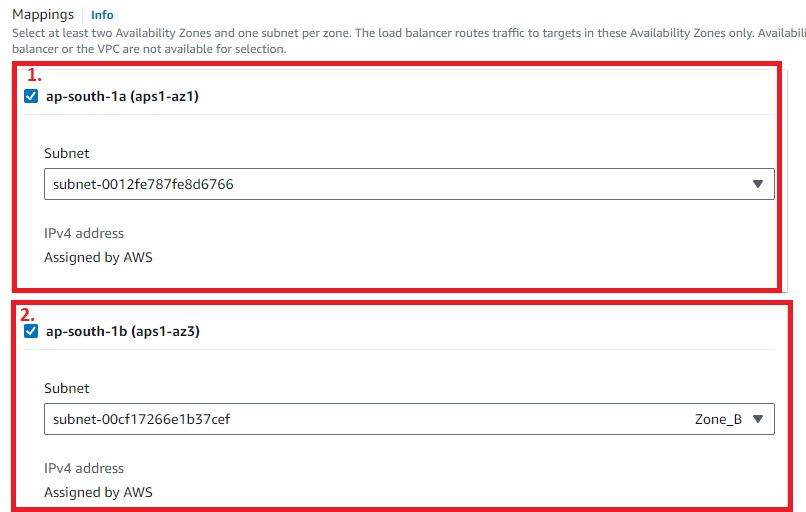 Mappings Info
Select at least two Availability Zones and one subnet per zone. The load balancer routes traffic to targets in these Availability Zones only.
balancer or the VPC are not available for selection.
1.
ap-south-1a (aps1-az1)
Subnet
subnet-0012fe787fe8d6766
IPv4 address
Assigned by AWS
2.
ap-south-1b (aps1-az3)
Subnet
subnet-00cf17266e1b37cef Zone_B
IPv4 address
Assigned by AWS